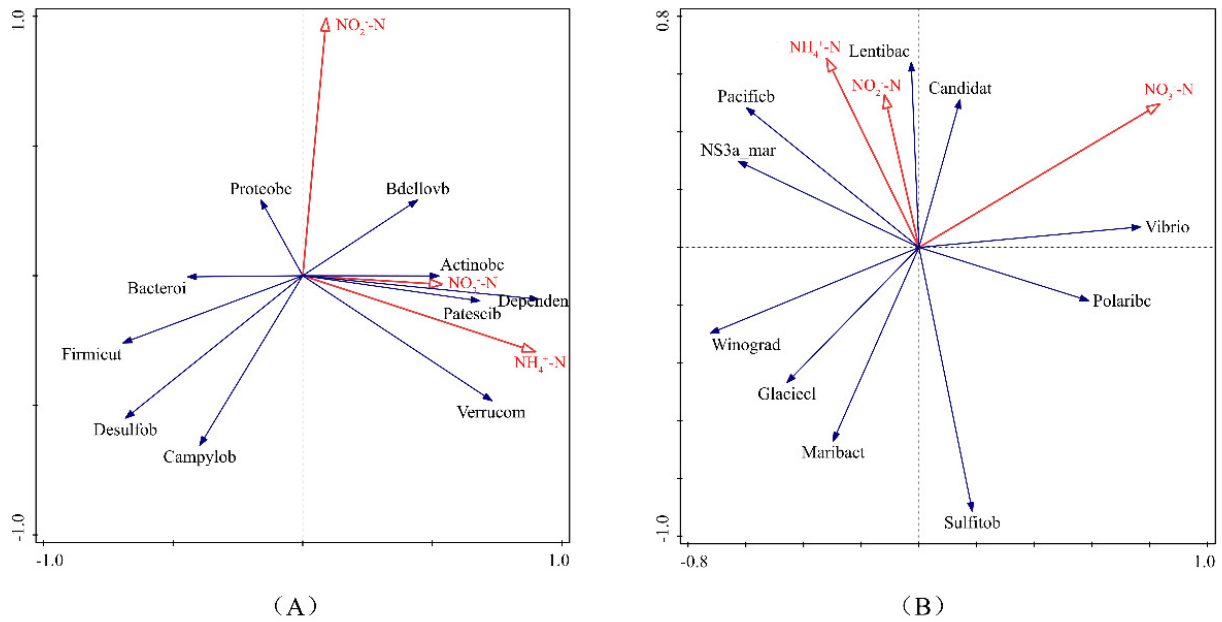 1.0
NO₂⁻-N
Proteobc
Bdellovb
Bacteroi
Actinobc
NO₃⁻-N
Dependen
Patescib
Firmicut
NH₄⁺-N
Verrucom
Desulfob
Campylob
-1.0
-1.0
1.0
(A)
0.8
NH₄⁺-N
Lentibac
NO₂⁻-N
Candidat
NO₃⁻-N
Pacificb
NS3a_mar
Vibrio
Polaribc
Winograd
Glaciecl
Maribact
Sulfitob
-1.0
-0.8
1.0
(B)